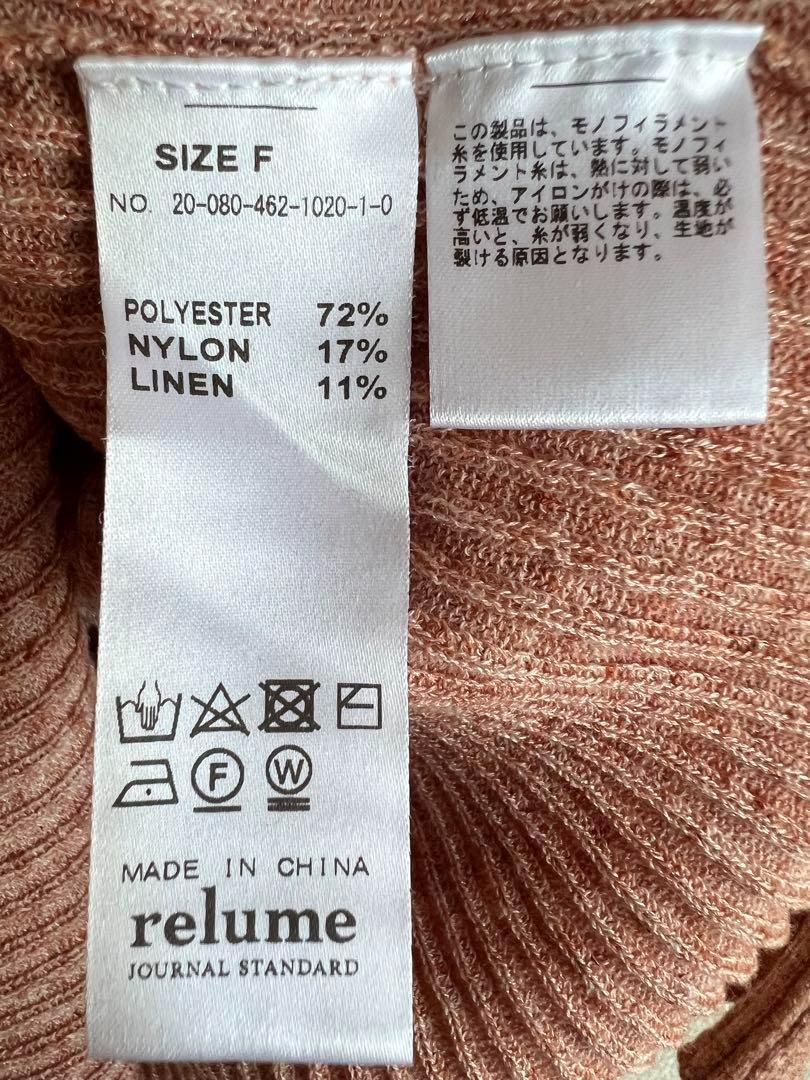 SIZE F
NO. 20-080-462-1020-1-0
POLYESTER 72%
NYLON 17%
LINEN 11%
F
W
MADE IN CHINA
relume
JOURNAL STANDARD
この製品は、モノフィラメント
糸を使用しています。モノフィ
ラメント糸は、熱に対して弱い
ため、アイロンがけの際は、必
ず低温でお願いします。温度が
高いと、糸が弱くなり、生地が
裂ける原因となります。